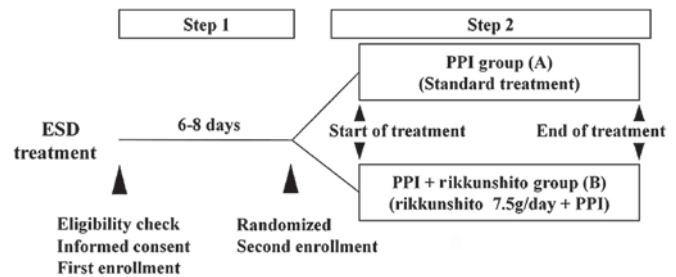 Step 1
Step 2
PPI group (A)
(Standard treatment)
6-8 days
ESD
treatment
Start of treatment
End of treatment
PPI + rikkunshito group (B)
(rikkunshito 7.5g/day + PPI)
Eligibility check
Informed consent
First enrollment
Randomized
Second enrollment